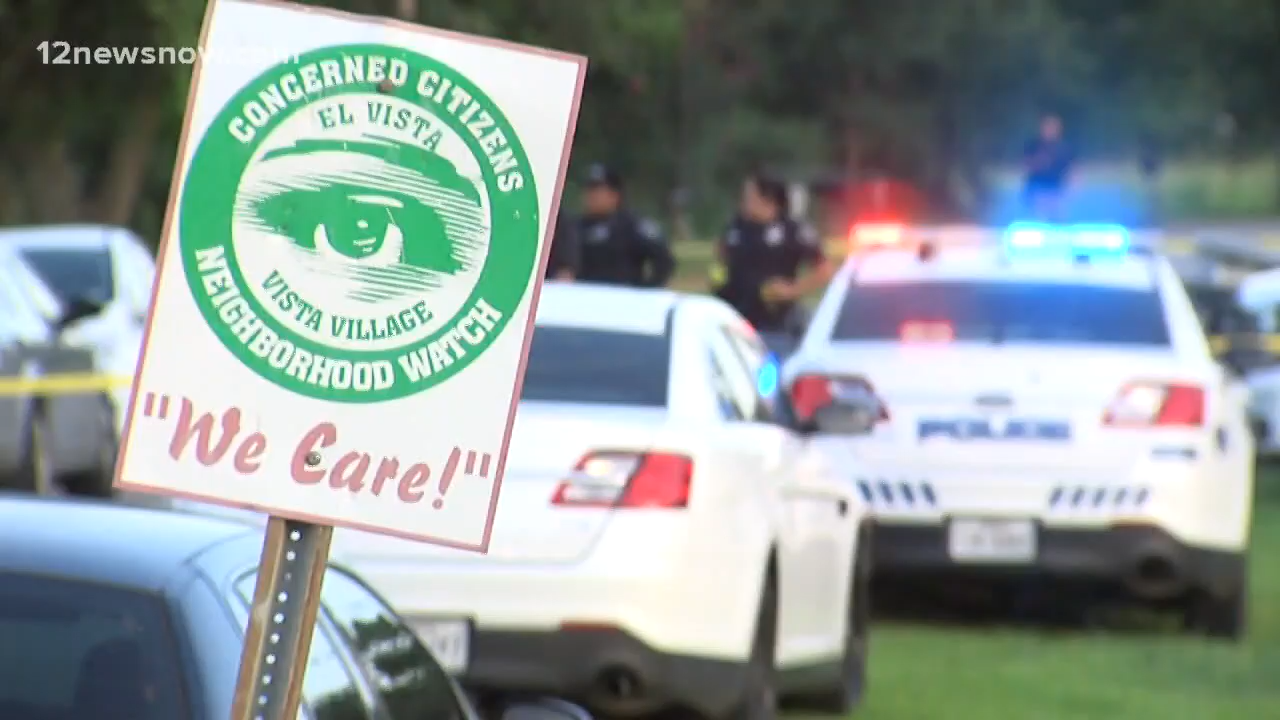 12newsnow.com
CONCERNED CITIZENS
EL VISTA
VISTA VILLAGE
NEIGHBORHOOD WATCH
"We Care!"
POLICE